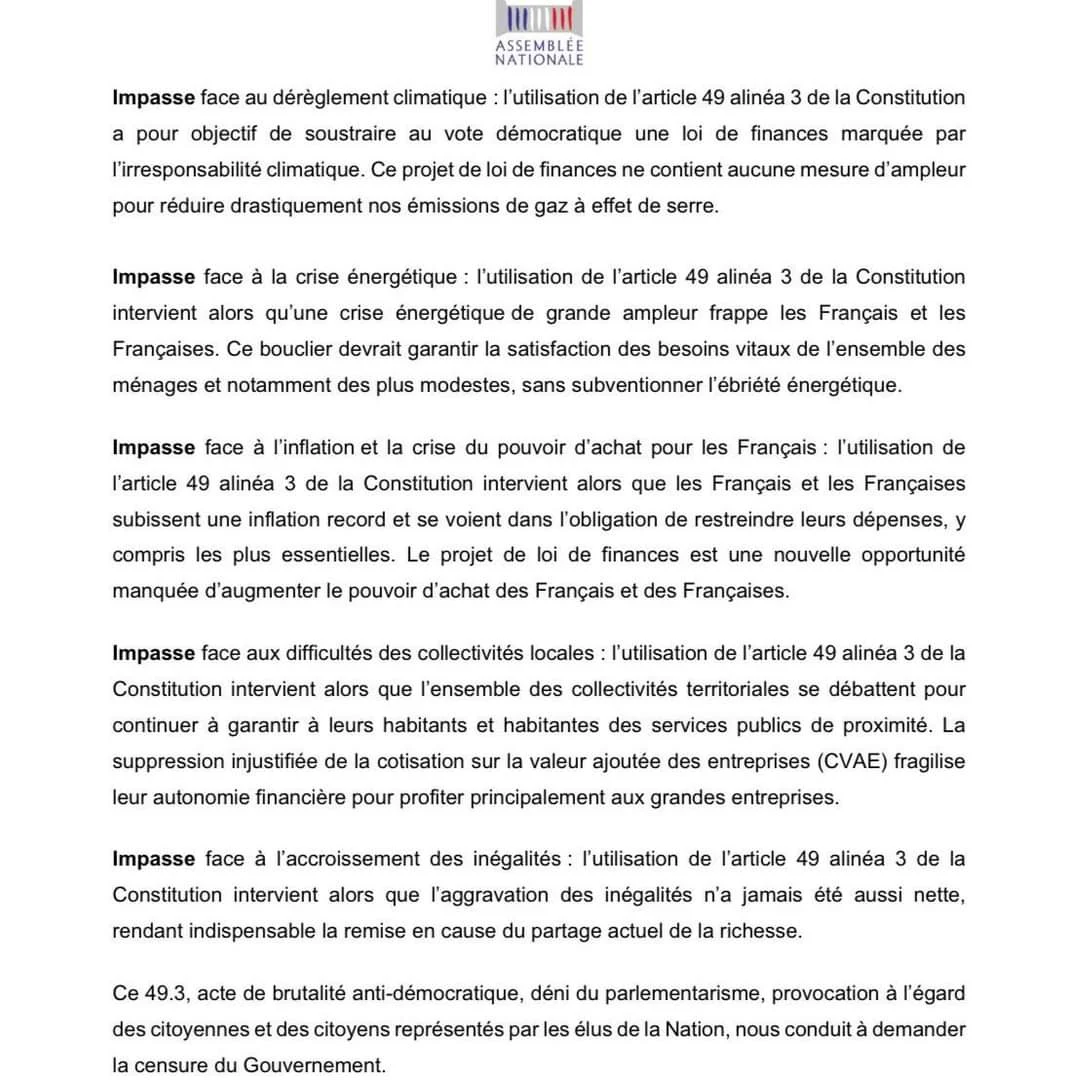 ASSEMBLÉE
NATIONALE
Impasse face au dérèglement climatique : l’utilisation de l’article 49 alinéa 3 de la Constitution
a pour objectif de soustraire au vote démocratique une loi de finances marquée par
l’irresponsabilité climatique. Ce projet de loi de finances ne contient aucune mesure d’ampleur
pour réduire drastiquement nos émissions de gaz à effet de serre.
Impasse face à la crise énergétique : l’utilisation de l’article 49 alinéa 3 de la Constitution
intervient alors qu’une crise énergétique de grande ampleur frappe les Français et les
Françaises. Ce bouclier devrait garantir la satisfaction des besoins vitaux de l’ensemble des
ménages et notamment des plus modestes, sans subventionner l’ébriété énergétique.
Impasse face à l’inflation et la crise du pouvoir d’achat pour les Français : l’utilisation de
l’article 49 alinéa 3 de la Constitution intervient alors que les Français et les Françaises
subissent une inflation record et se voient dans l’obligation de restreindre leurs dépenses, y
compris les plus essentielles. Le projet de loi de finances est une nouvelle opportunité
manquée d’augmenter le pouvoir d’achat des Français et des Françaises.
Impasse face aux difficultés des collectivités locales : l’utilisation de l’article 49 alinéa 3 de la
Constitution intervient alors que l’ensemble des collectivités territoriales se débattent pour
continuer à garantir à leurs habitants et habitantes des services publics de proximité. La
suppression injustifiée de la cotisation sur la valeur ajoutée des entreprises (CVAE) fragilise
leur autonomie financière pour profiter principalement aux grandes entreprises.
Impasse face à l’accroissement des inégalités : l’utilisation de l’article 49 alinéa 3 de la
Constitution intervient alors que l’aggravation des inégalités n’a jamais été aussi nette,
rendant indispensable la remise en cause du partage actuel de la richesse.
Ce 49.3, acte de brutalité anti-démocratique, déni du parlementarisme, provocation à l’égard
des citoyennes et des citoyens représentés par les élus de la Nation, nous conduit à demander
la censure du Gouvernement.